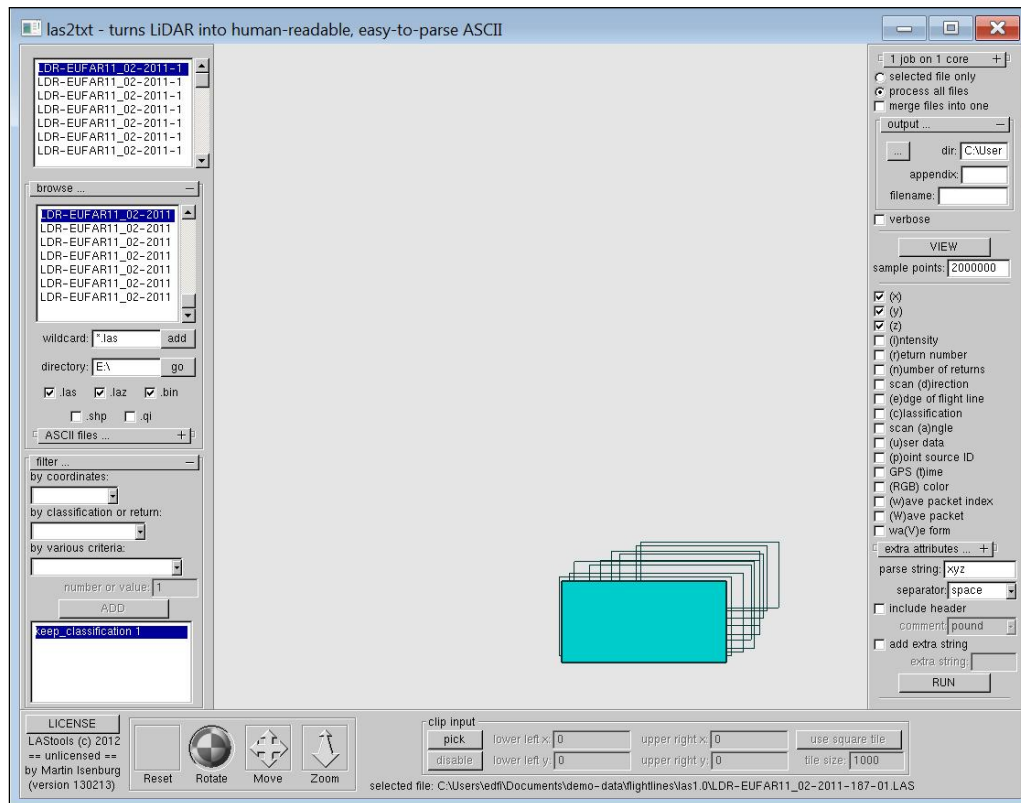 las2txt - turns LiDAR into human-readable, easy-to-parse ASCII
LDR-EUFAR11_02-2011-1
LDR-EUFAR11_02-2011-1
LDR-EUFAR11_02-2011-1
LDR-EUFAR11_02-2011-1
LDR-EUFAR11_02-2011-1
LDR-EUFAR11_02-2011-1
LDR-EUFAR11_02-2011-1
browse ...
LDR-EUFAR11_02-2011
LDR-EUFAR11_02-2011
LDR-EUFAR11_02-2011
LDR-EUFAR11_02-2011
LDR-EUFAR11_02-2011
LDR-EUFAR11_02-2011
LDR-EUFAR11_02-2011
wildcard: *.las add
directory: E:\ go
.las .laz .bin
.shp .qi
ASCII files ... +
filter ...
by coordinates:
by classification or return:
by various criteria:
number or value: 1
ADD
keep_classification 1
1 job on 1 core +
selected file only
process all files
merge files into one
output ...
... dir: C:\User
appendix:
filename:
verbose
VIEW
sample points: 2000000
(x)
(y)
(z)
(i)ntensity
(r)eturn number
(n)umber of returns
scan (d)irection
(e)dge of flight line
(c)lassification
scan (a)ngle
(u)ser data
(p)oint source ID
GPS (t)ime
(RGB) color
(w)ave packet index
(W)ave packet
wa(V)e form
extra attributes ... +
parse string: xyz
separator: space
include header
comment: pound
add extra string
extra string:
RUN
LICENSE
LAStools (c) 2012
== unlicensed ==
by Martin Isenburg
(version 130213)
Reset Rotate Move Zoom
clip input
pick lower left x: 0 upper right x: 0 use square tile
disable lower left y: 0 upper right y: 0 tile size: 1000
selected file: C:\Users\edfi\Documents\demo-data\flightlines\las1.0\LDR-EUFAR11_02-2011-187-01.LAS